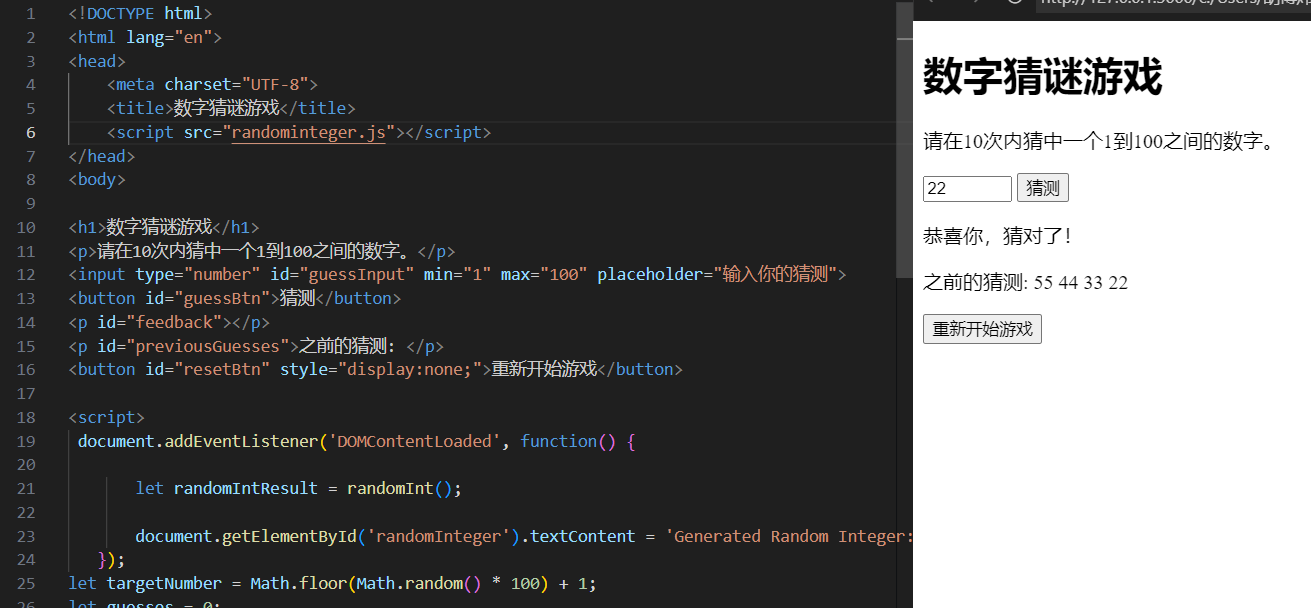 1 <!DOCTYPE html>
2 <html lang="en">
3 <head>
4 <meta charset="UTF-8">
5 <title>数字猜谜游戏</title>
6 <script src="randominteger.js"></script>
7 </head>
8 <body>
9
10 <h1>数字猜谜游戏</h1>
11 <p>请在10次内猜中一个1到100之间的数字。</p>
12 <input type="number" id="guessInput" min="1" max="100" placeholder="输入你的猜测">
13 <button id="guessBtn">猜测</button>
14 <p id="feedback"></p>
15 <p id="previousGuesses">之前的猜测: </p>
16 <button id="resetBtn" style="display:none;">重新开始游戏</button>
17
18 <script>
19 document.addEventListener('DOMContentLoaded', function() {
20
21 let randomIntResult = randomInt();
22
23 document.getElementById('randomInteger').textContent = 'Generated Random Integer:
24 });
25 let targetNumber = Math.floor(Math.random() * 100) + 1;
26 let guesses = 0;
数字猜谜游戏
请在10次内猜中一个1到100之间的数字。
22 猜测
恭喜你，猜对了！
之前的猜测: 55 44 33 22
重新开始游戏